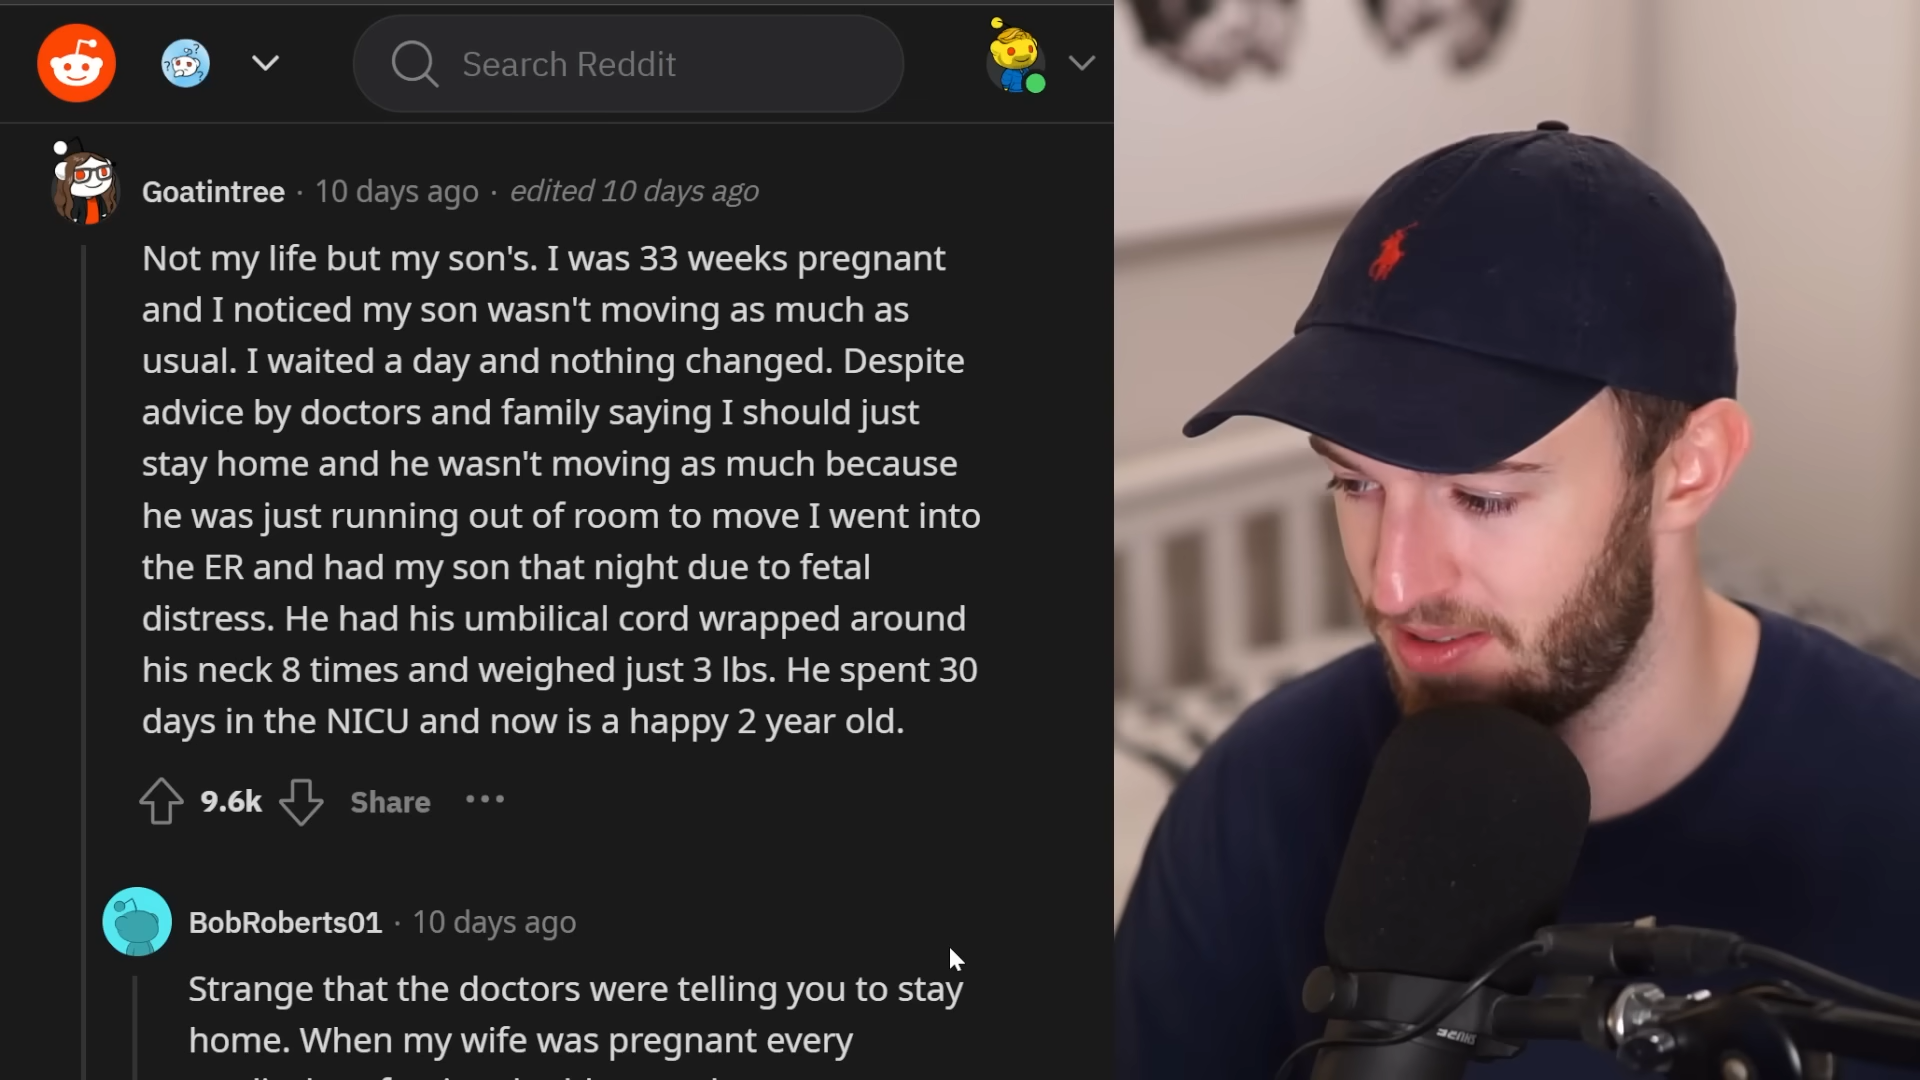 Search Reddit
Goatintree · 10 days ago · edited 10 days ago
Not my life but my son's. I was 33 weeks pregnant
and I noticed my son wasn't moving as much as
usual. I waited a day and nothing changed. Despite
advice by doctors and family saying I should just
stay home and he wasn't moving as much because
he was just running out of room to move I went into
the ER and had my son that night due to fetal
distress. He had his umbilical cord wrapped around
his neck 8 times and weighed just 3 lbs. He spent 30
days in the NICU and now is a happy 2 year old.
9.6k Share
BobRoberts01 · 10 days ago
Strange that the doctors were telling you to stay
home. When my wife was pregnant every